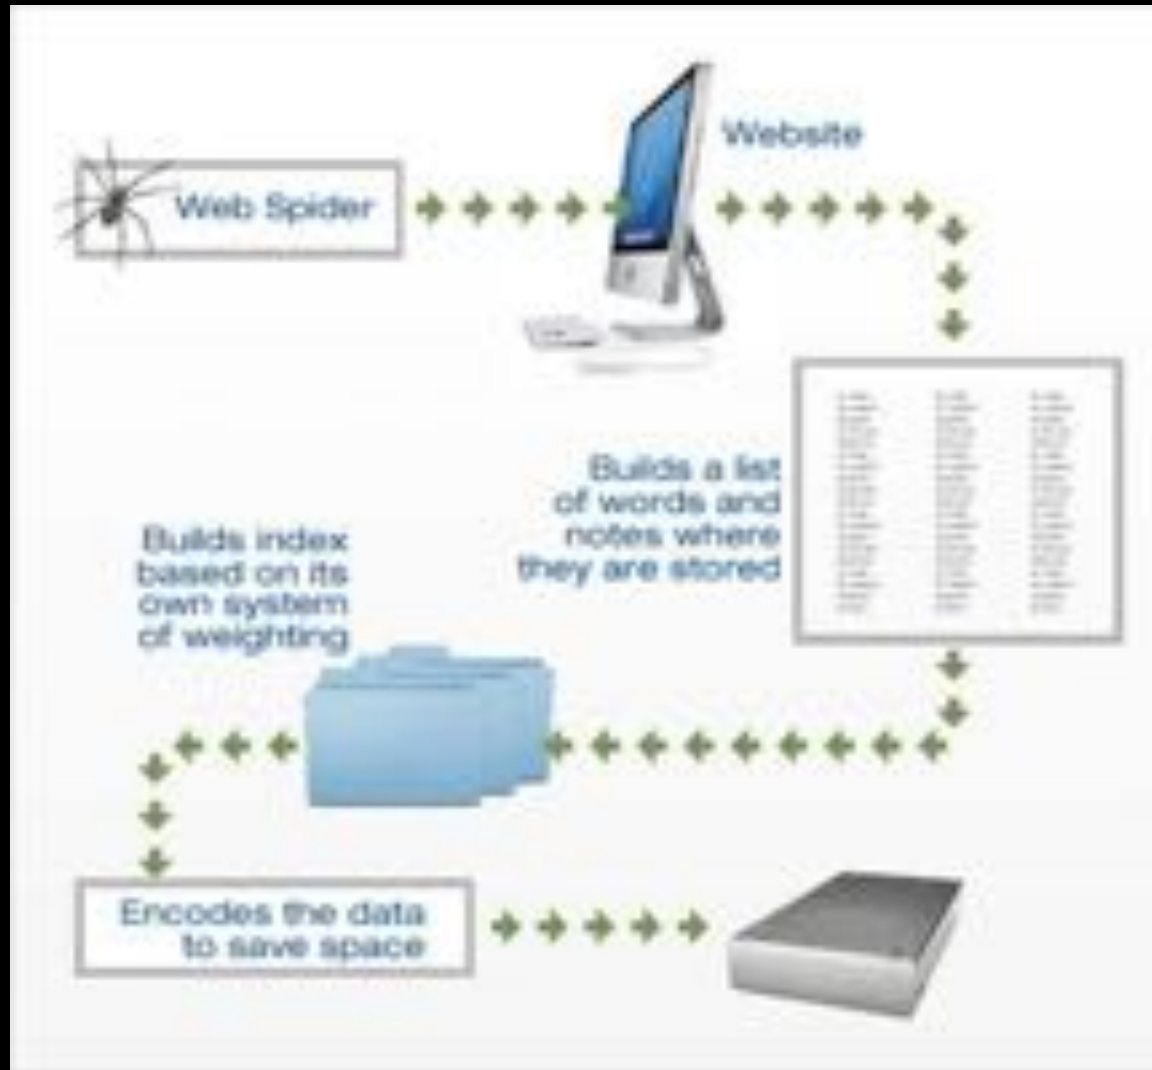 Website
Web Spider
Builds a list
of words and
notes where
they are stored
Builds index
based on its
own system
of weighting
Encodes the data
to save space